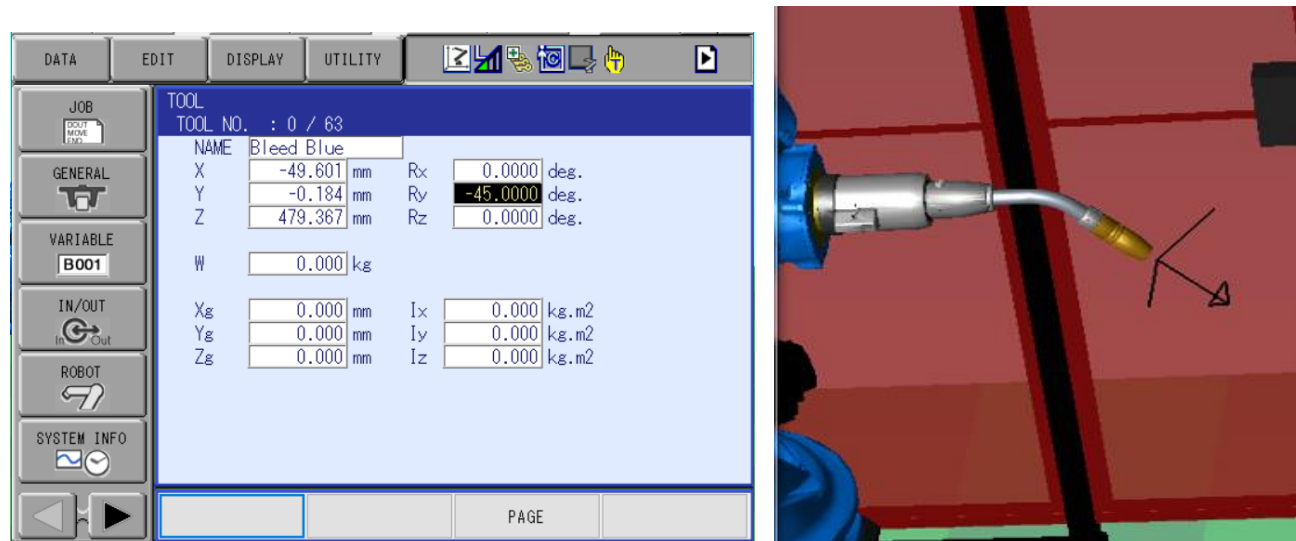 DATA EDIT DISPLAY UTILITY
JOB
DOUT
MOVE
END
GENERAL
VARIABLE
B001
IN/OUT
In Out
ROBOT
SYSTEM INFO
TOOL
TOOL NO. : 0 / 63
NAME Bleed Blue
X -49.601 mm Rx 0.0000 deg.
Y -0.184 mm Ry -45.0000 deg.
Z 479.367 mm Rz 0.0000 deg.
W 0.000 kg
Xg 0.000 mm Ix 0.000 kg.m2
Yg 0.000 mm Iy 0.000 kg.m2
Zg 0.000 mm Iz 0.000 kg.m2
PAGE